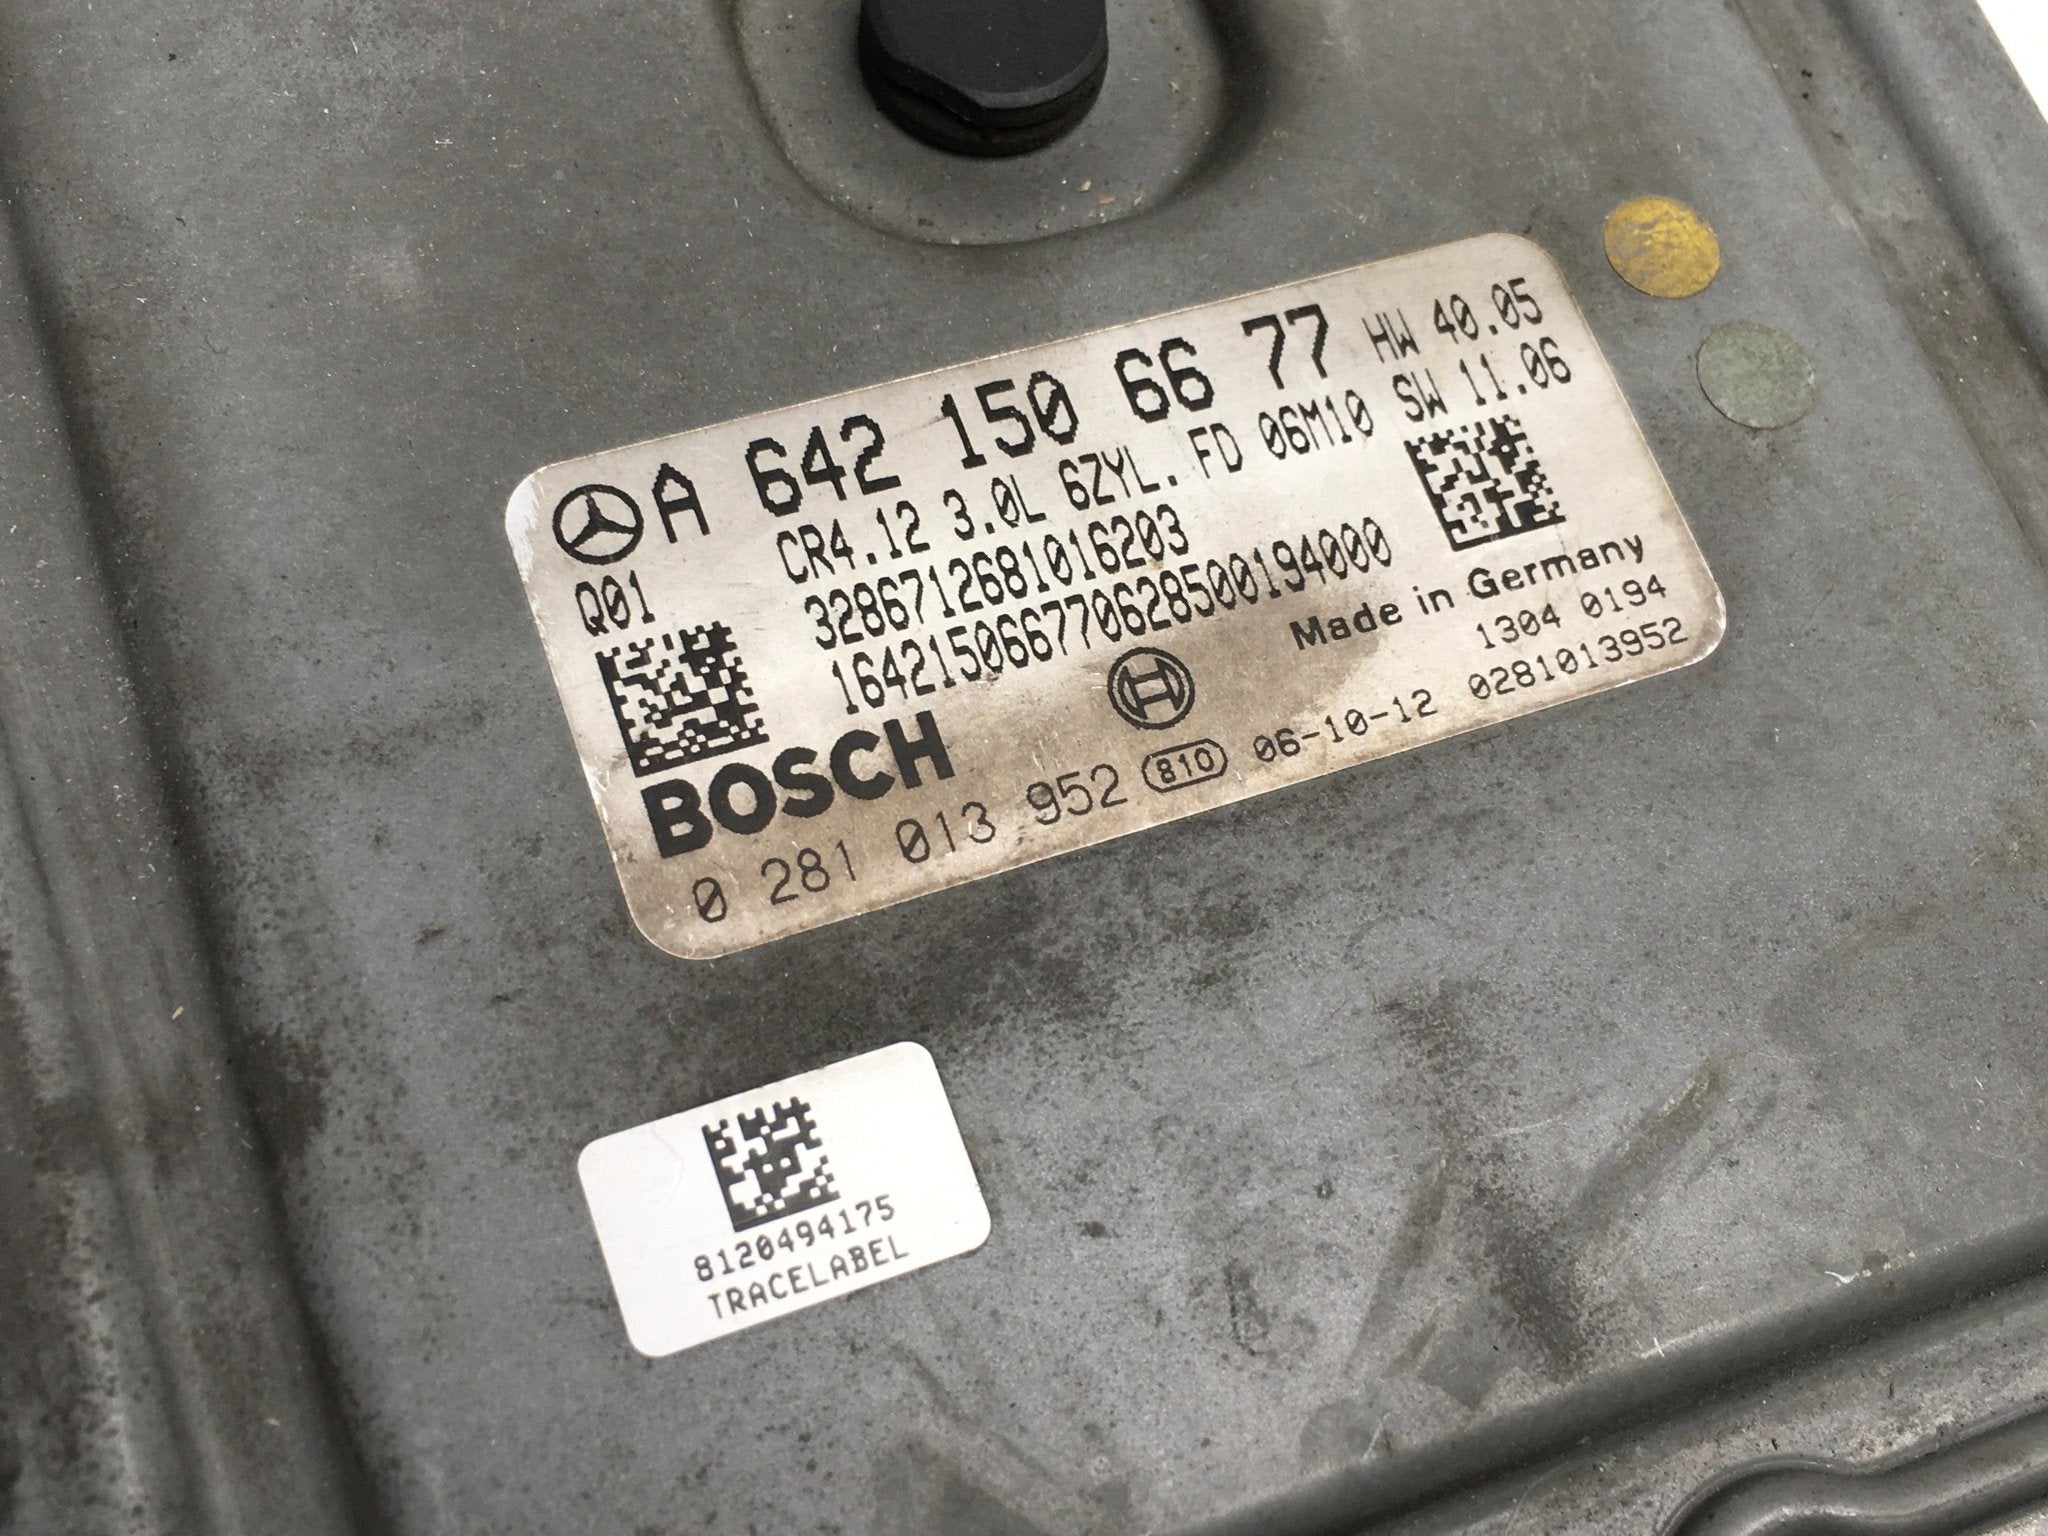 A 642 150 66 77 HW 40.05
CR4.12 3.0L 6ZYL. FD 06M10 SW 11.06
Q01 3286712681016203
164215066770628500194000
Made in Germany
1304 0194
BOSCH
0 281 013 952 810 06-10-12 0281013952
8120494175
TRACELABEL